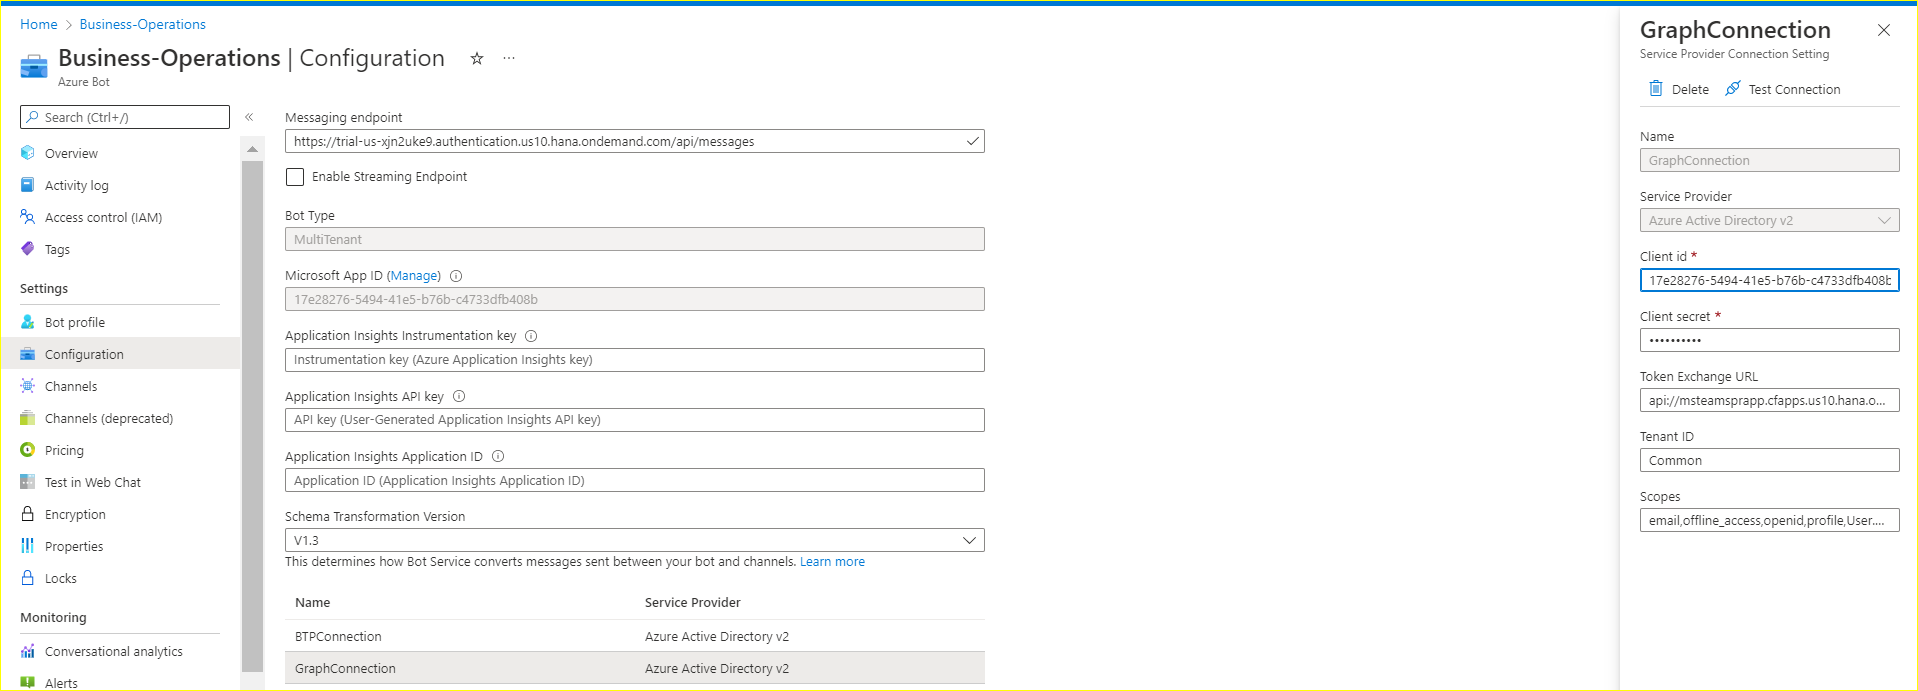 Home > Business-Operations
Business-Operations | Configuration
Azure Bot
Search (Ctrl+/)
Overview
Activity log
Access control (IAM)
Tags
Settings
Bot profile
Configuration
Channels
Channels (deprecated)
Pricing
Test in Web Chat
Encryption
Properties
Locks
Monitoring
Conversational analytics
Alerts
Messaging endpoint
https://trial-us-xjn2uke9.authentication.us10.hana.ondemand.com/api/messages
Enable Streaming Endpoint
Bot Type
MultiTenant
Microsoft App ID (Manage)
17e28276-5494-41e5-b76b-c4733dfb408b
Application Insights Instrumentation key
Instrumentation key (Azure Application Insights key)
Application Insights API key
API key (User-Generated Application Insights API key)
Application Insights Application ID
Application ID (Application Insights Application ID)
Schema Transformation Version
V1.3
This determines how Bot Service converts messages sent between your bot and channels. Learn more
Name Service Provider
BTPConnection Azure Active Directory v2
GraphConnection Azure Active Directory v2
GraphConnection
Service Provider Connection Setting
Delete Test Connection
Name
GraphConnection
Service Provider
Azure Active Directory v2
Client id *
17e28276-5494-41e5-b76b-c4733dfb408b
Client secret *
••••••••••
Token Exchange URL
api://msteamsprapp.cfapps.us10.hana.o...
Tenant ID
Common
Scopes
email,offline_access,openid,profile,User....